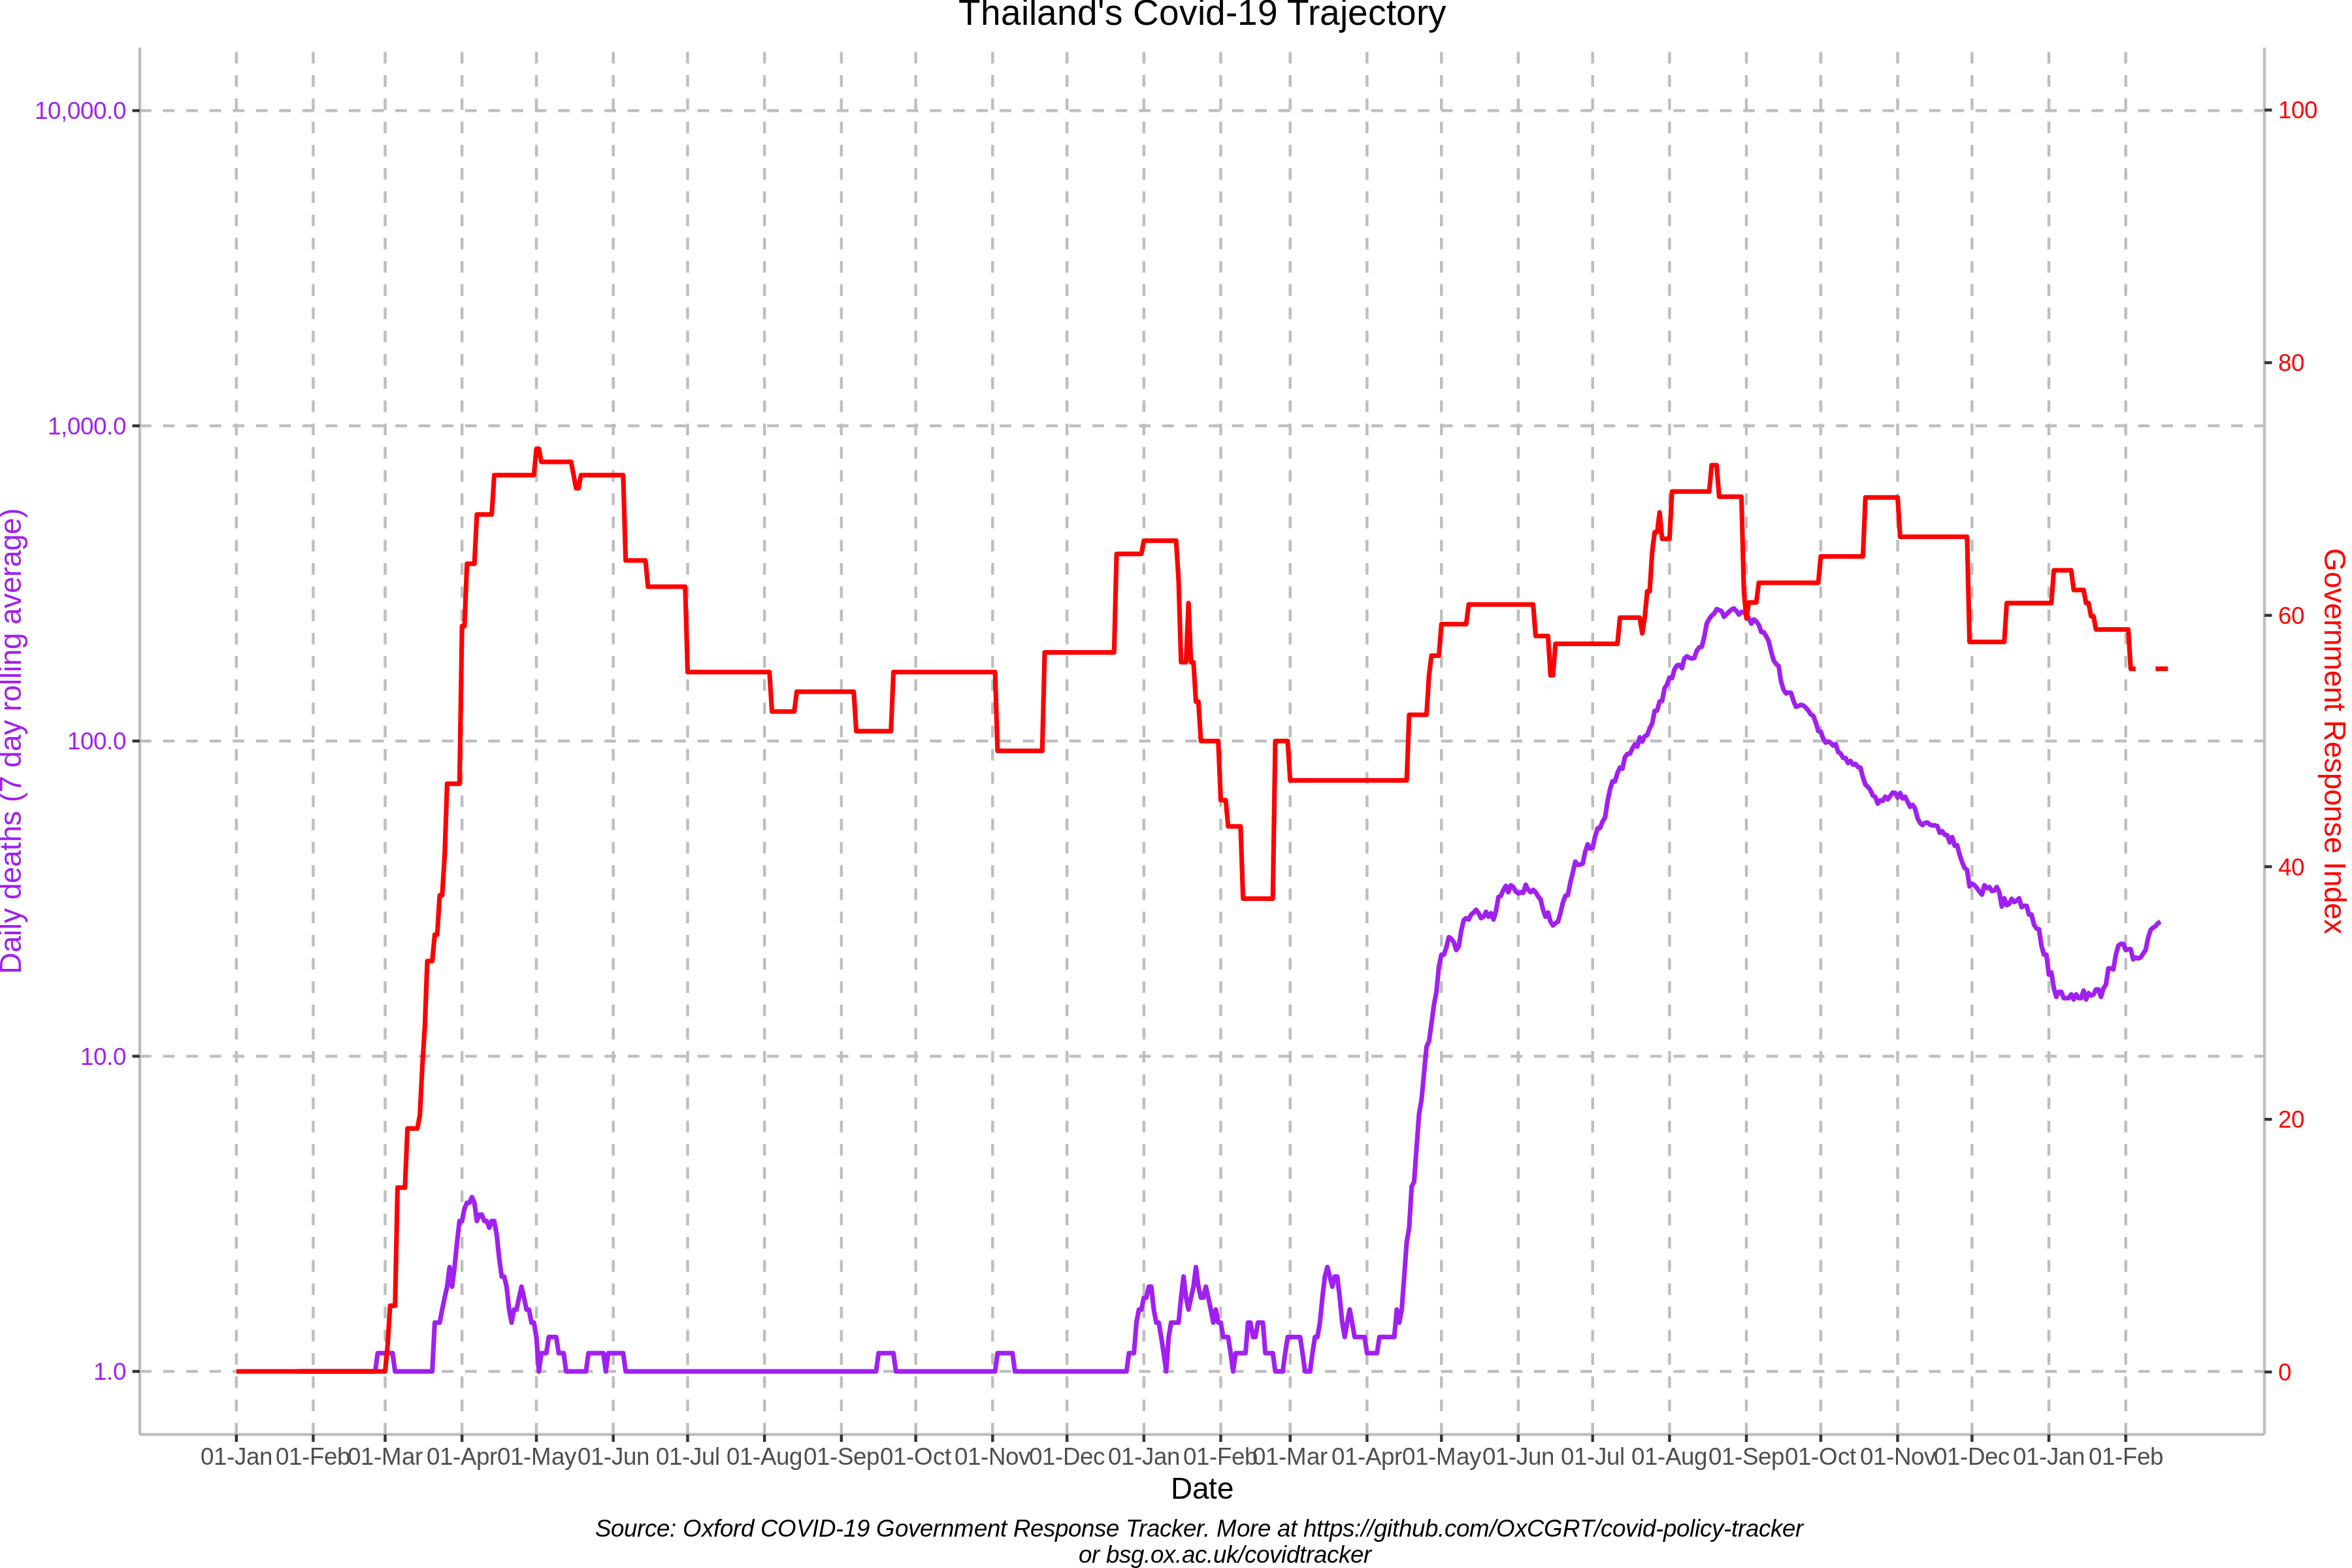 Thailand's Covid-19 Trajectory
10,000.0
1,000.0
100.0
10.0
1.0
Daily deaths (7 day rolling average)
100
80
60
40
20
0
Government Response Index
01-Jan 01-Feb 01-Mar 01-Apr 01-May 01-Jun 01-Jul 01-Aug 01-Sep 01-Oct 01-Nov 01-Dec 01-Jan 01-Feb 01-Mar 01-Apr 01-May 01-Jun 01-Jul 01-Aug 01-Sep 01-Oct 01-Nov 01-Dec 01-Jan 01-Feb
Date
Source: Oxford COVID-19 Government Response Tracker. More at https://github.com/OxCGRT/covid-policy-tracker
or bsg.ox.ac.uk/covidtracker